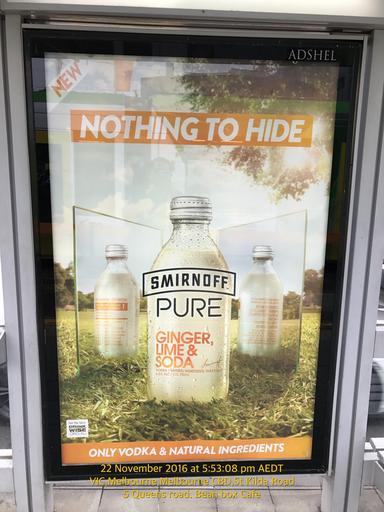 ADSHEL
NEW
NOTHING TO HIDE
SMIRNOFF
PURE
GINGER,
LIME &
SODA
ONLY VODKA & NATURAL INGREDIENTS
22 November 2016 at 5:53:08 pm AEDT
VIC Melbourne Melbourne CBD St Kilda Road
5 Queens road. Bean box Cafe